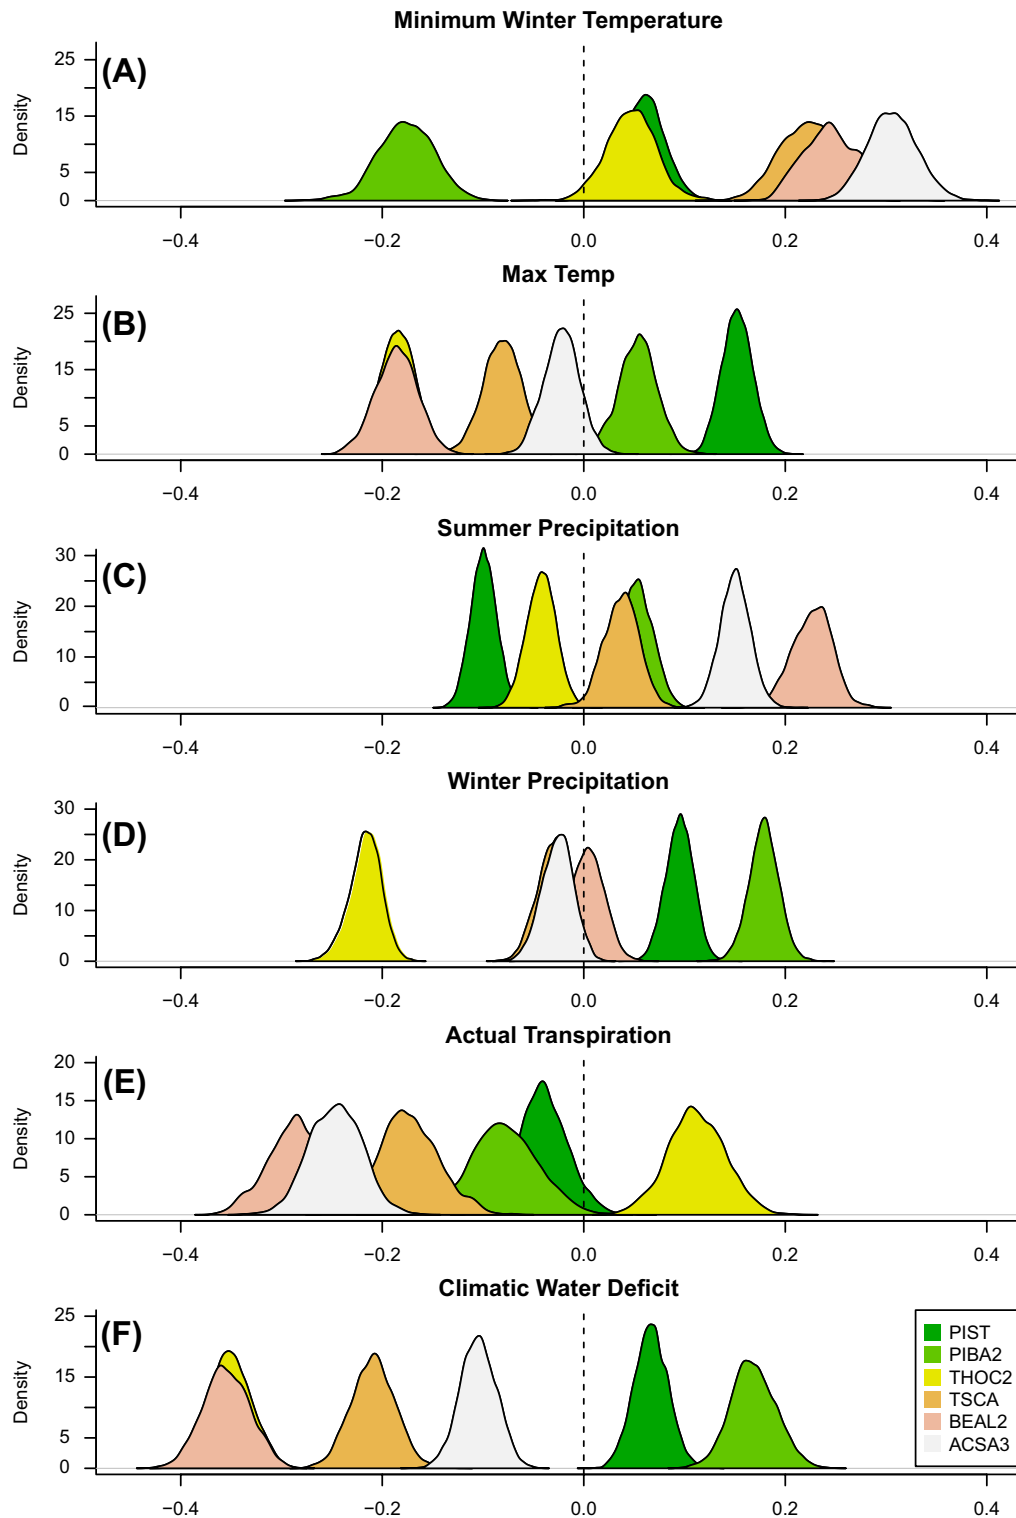 Minimum Winter Temperature
(A)
Density
25
15
5
0
−0.4 −0.2 0.0 0.2 0.4
Max Temp
(B)
Density
25
15
5
0
−0.4 −0.2 0.0 0.2 0.4
Summer Precipitation
(C)
Density
30
20
10
0
−0.4 −0.2 0.0 0.2 0.4
Winter Precipitation
(D)
Density
30
20
10
0
−0.4 −0.2 0.0 0.2 0.4
Actual Transpiration
(E)
Density
20
15
10
5
0
−0.4 −0.2 0.0 0.2 0.4
Climatic Water Deficit
(F)
Density
25
15
5
0
−0.4 −0.2 0.0 0.2 0.4
PIST
PIBA2
THOC2
TSCA
BEAL2
ACSA3